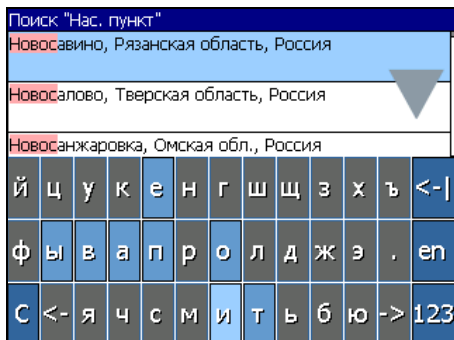 Поиск "Нас. пункт"
Новосавино, Рязанская область, Россия
Новосалово, Тверская область, Россия
Новосанжаровка, Омская обл., Россия
й ц у к е н г ш щ з х ъ <-|
ф ы в а п р о л д ж э . en
C <- я ч с м и т ь б ю -> 123